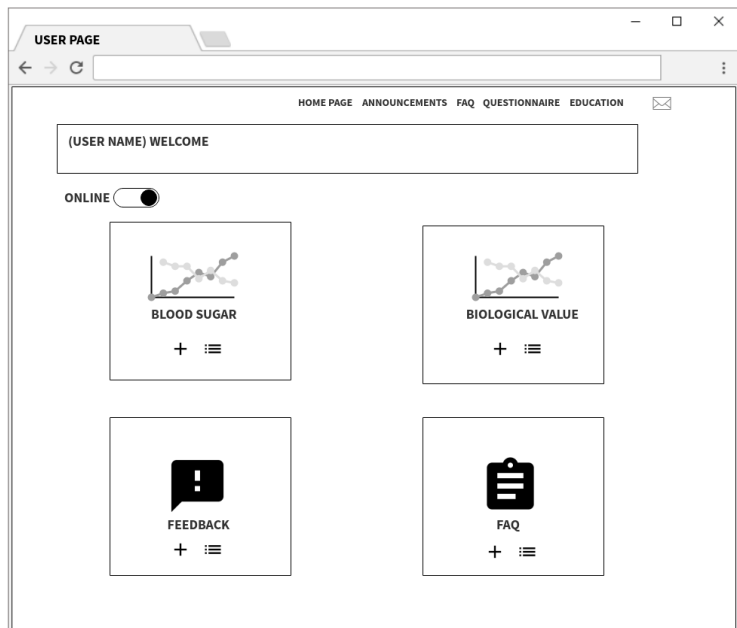 USER PAGE
HOME PAGE ANNOUNCEMENTS FAQ QUESTIONNAIRE EDUCATION
(USER NAME) WELCOME
ONLINE
BLOOD SUGAR
BIOLOGICAL VALUE
FEEDBACK
FAQ